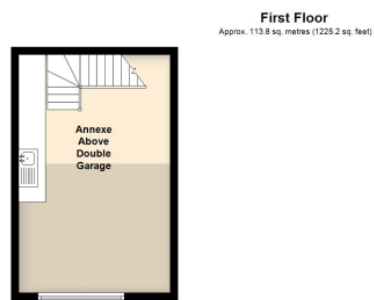 First Floor
Approx. 113.8 sq. metres (1225.2 sq. feet)
Annexe
Above
Double
Garage